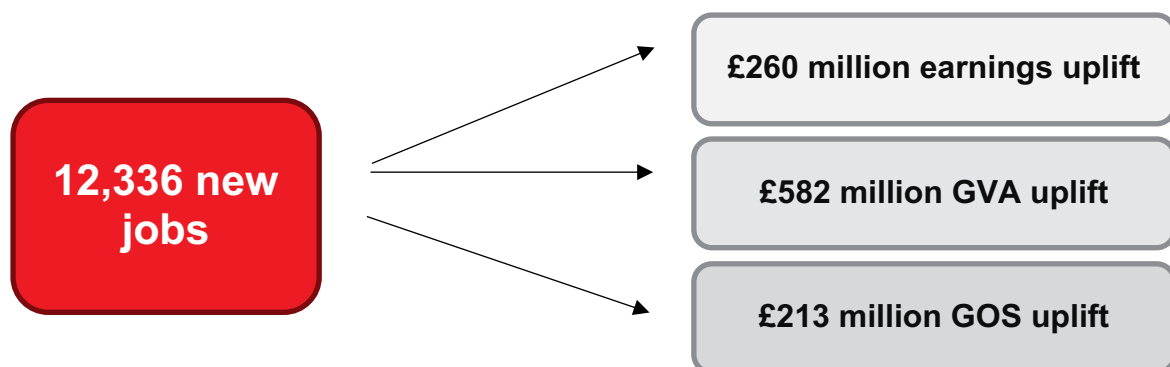 12,336 new
jobs
£260 million earnings uplift
£582 million GVA uplift
£213 million GOS uplift